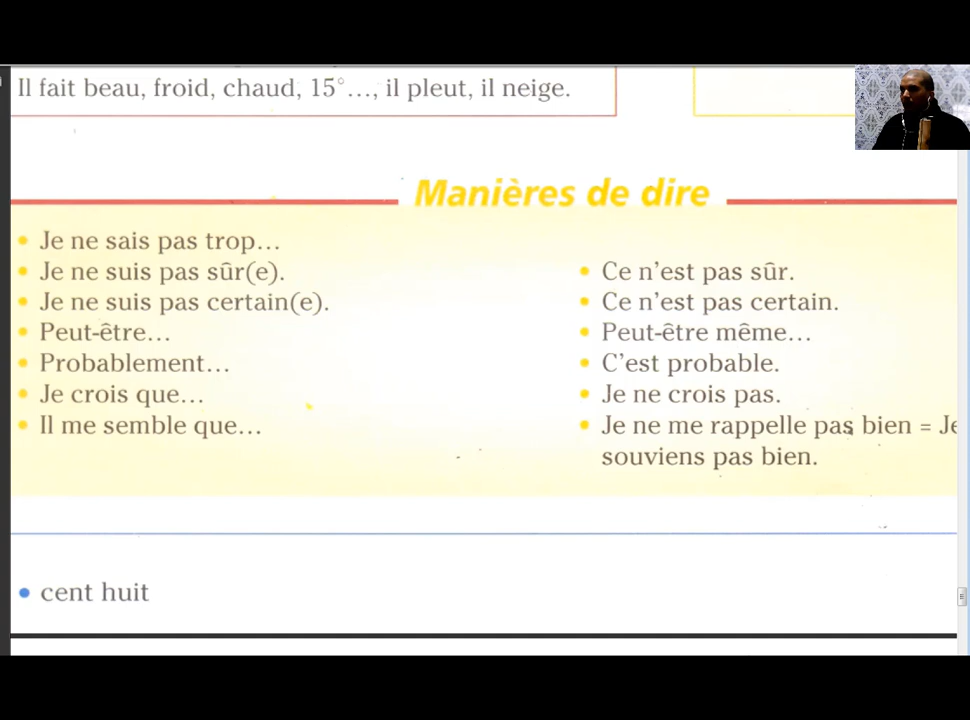 Il fait beau, froid, chaud, 15°..., il pleut, il neige.
Manières de dire
• Je ne sais pas trop...
• Je ne suis pas sûr(e).
• Je ne suis pas certain(e).
• Peut-être...
• Probablement...
• Je crois que...
• Il me semble que...
• Ce n'est pas sûr.
• Ce n'est pas certain.
• Peut-être même...
• C'est probable.
• Je ne crois pas.
• Je ne me rappelle pas bien = Je
souviens pas bien.
• cent huit